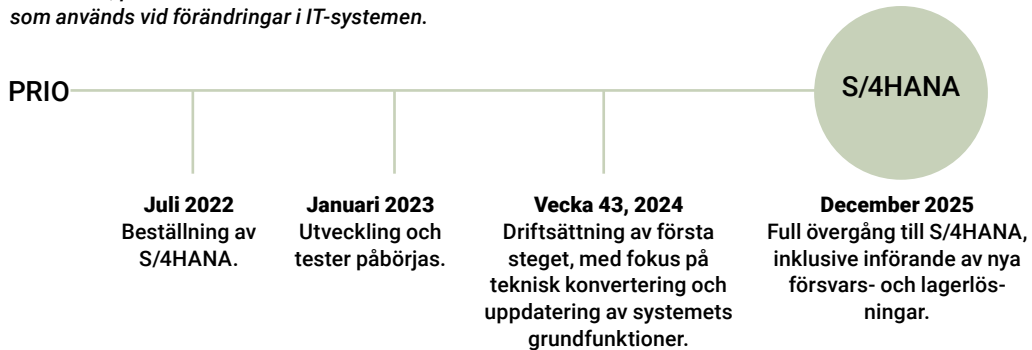 som används vid förändringar i IT-systemen.
PRIO
S/4HANA
Juli 2022
Beställning av
S/4HANA.
Januari 2023
Utveckling och
tester påbörjas.
Vecka 43, 2024
Driftsättning av första
steget, med fokus på
teknisk konvertering och
uppdatering av systemets
grundfunktioner.
December 2025
Full övergång till S/4HANA,
inklusive införande av nya
försvars- och lagerlös-
ningar.